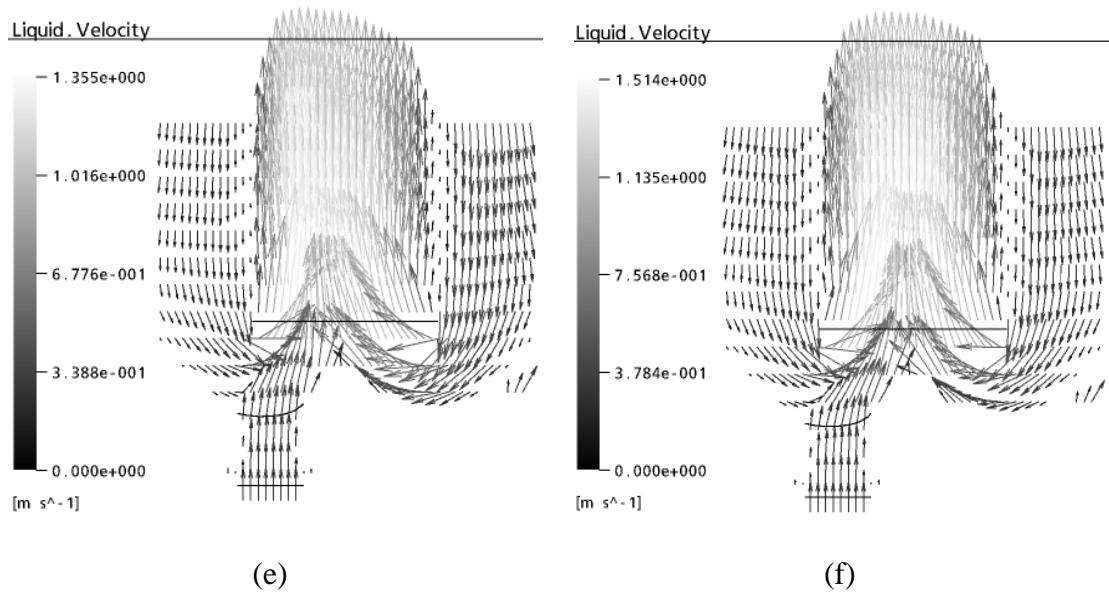 Liquid.Velocity
1.355e+000
1.016e+000
6.776e-001
3.388e-001
0.000e+000
[m s^-1]
(e)
Liquid.Velocity
1.514e+000
1.135e+000
7.568e-001
3.784e-001
0.000e+000
[m s^-1]
(f)